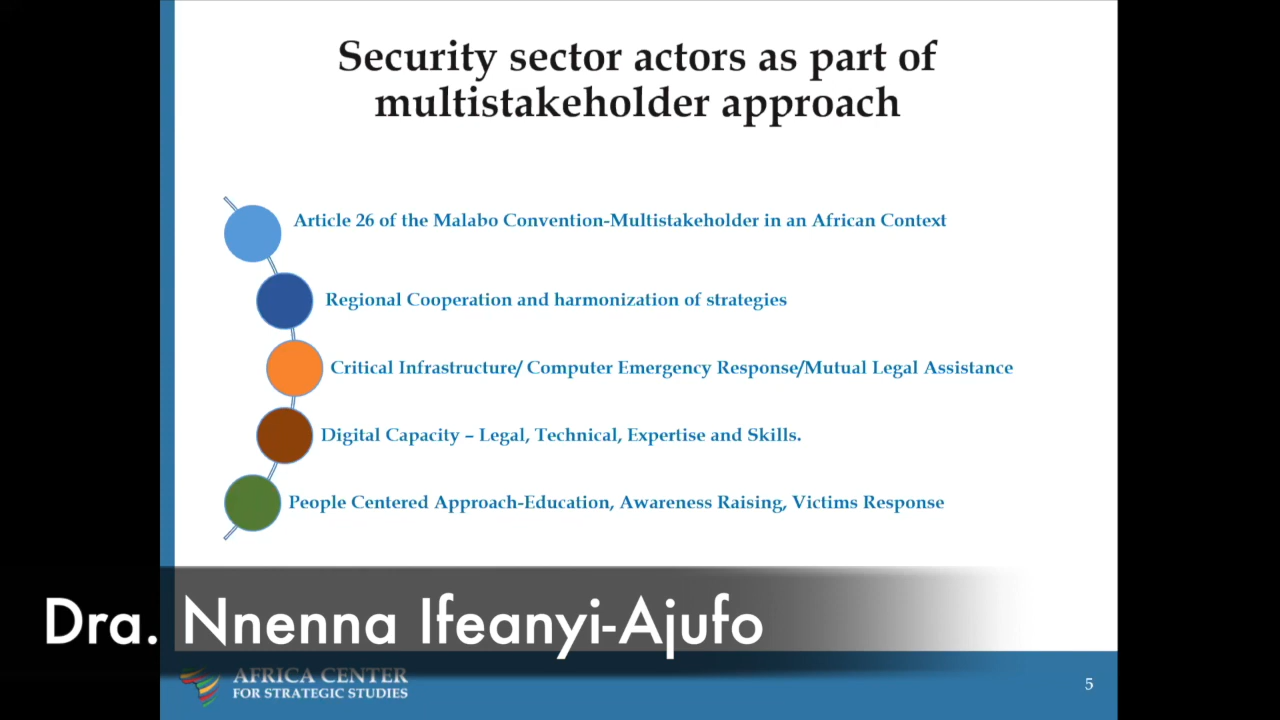 Security sector actors as part of
multistakeholder approach
Article 26 of the Malabo Convention-Multistakeholder in an African Context
Regional Cooperation and harmonization of strategies
Critical Infrastructure/ Computer Emergency Response/Mutual Legal Assistance
Digital Capacity – Legal, Technical, Expertise and Skills.
People Centered Approach-Education, Awareness Raising, Victims Response
Dra. Nnenna Ifeanyi-Ajufo
AFRICA CENTER
FOR STRATEGIC STUDIES
5